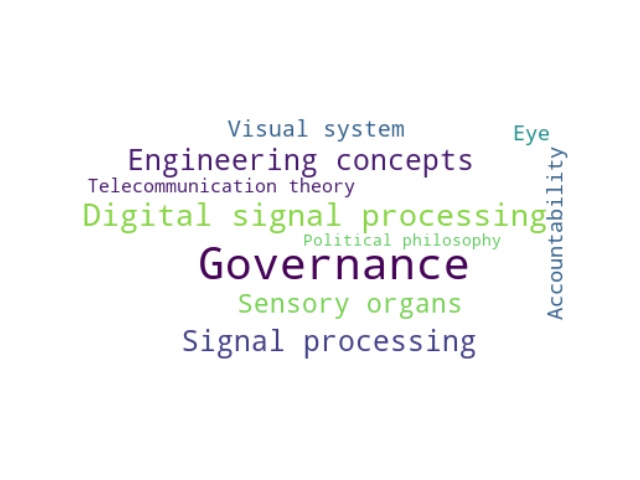 Visual system
Eye
Engineering concepts
Telecommunication theory
Accountability
Digital signal processing
Political philosophy
Governance
Sensory organs
Signal processing